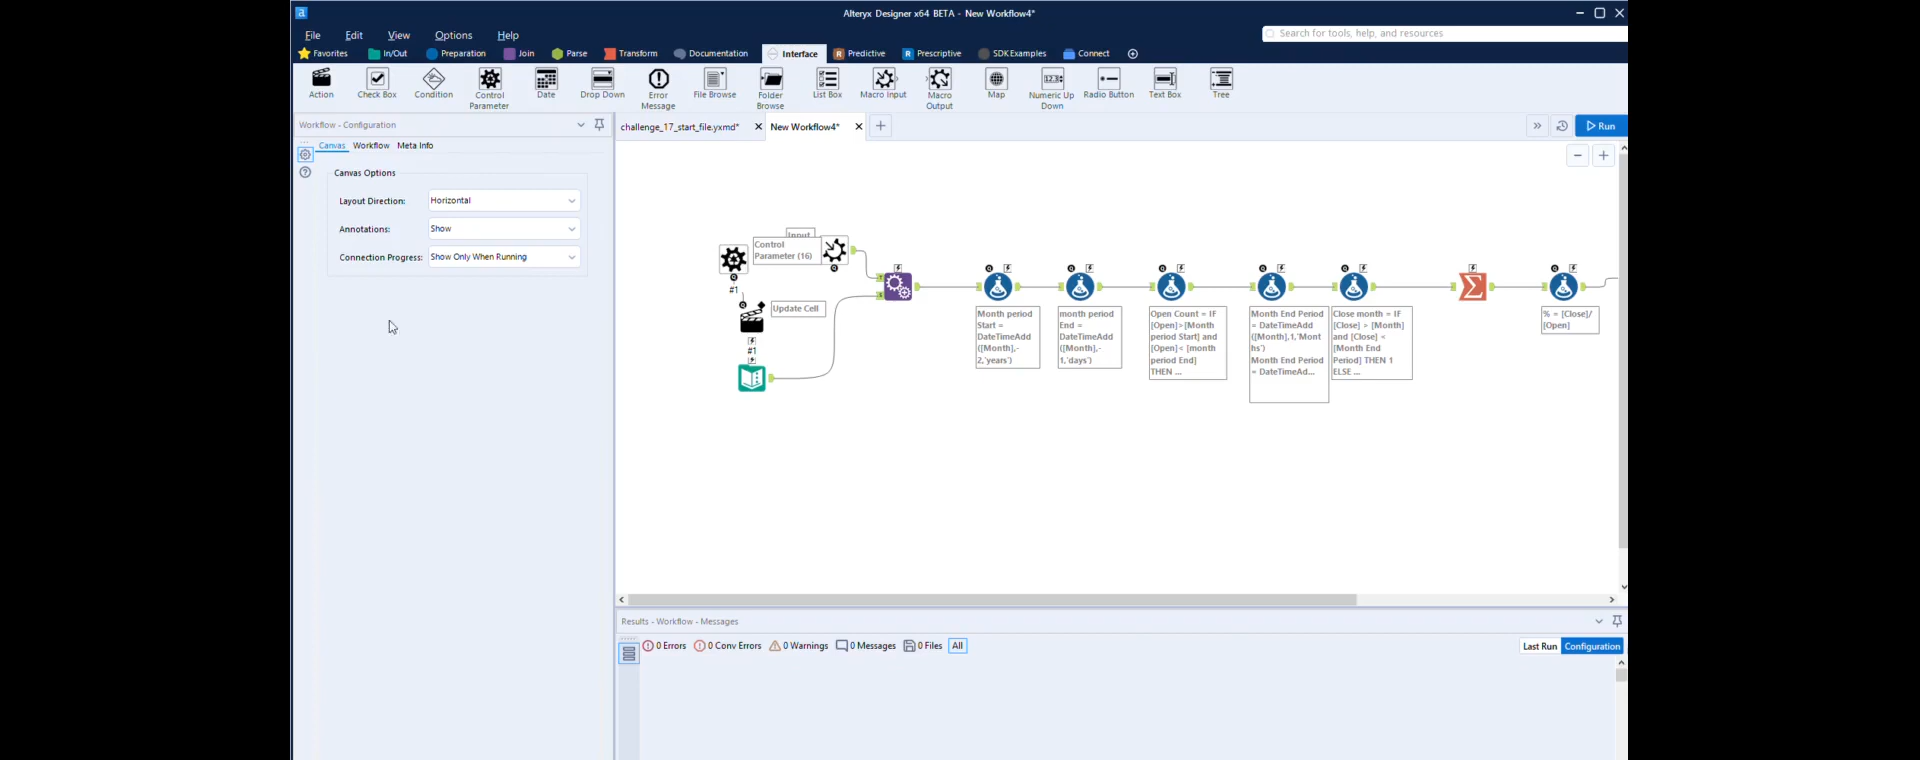 a
Alteryx Designer x64 BETA - New Workflow4*
File Edit View Options Help
Search for tools, help, and resources
Favorites In/Out Preparation Join Parse Transform Documentation Interface Predictive Prescriptive SDKExamples Connect
Action Check Box Condition Control Parameter Date Drop Down Error Message File Browse Folder Browse List Box Macro Input Macro Output Map Numeric Up Down Radio Button Text Box Tree
Workflow - Configuration
challenge_17_start_file.yxmd*
New Workflow4*
Run
Canvas Workflow Meta Info
Canvas Options
Layout Direction: Horizontal
Annotations: Show
Connection Progress: Show Only When Running
Input
Control
Parameter (16)
#1
Update Cell
#1
Month period
Start =
DateTimeAdd
([Month],-
2,'years')
month period
End =
DateTimeAdd
([Month],-
1,'days')
Open Count = IF
[Open]>[Month
period Start] and
[Open]< [month
period End]
THEN ...
Month End Period
= DateTimeAdd
([Month],1,'Mont
hs')
Month End Period
= DateTimeAd...
Close month = IF
[Close] > [Month]
and [Close] <
[Month End
Period] THEN 1
ELSE ...
% = [Close]/
[Open]
Results - Workflow - Messages
0 Errors 0 Conv Errors 0 Warnings 0 Messages 0 Files All
Last Run Configuration